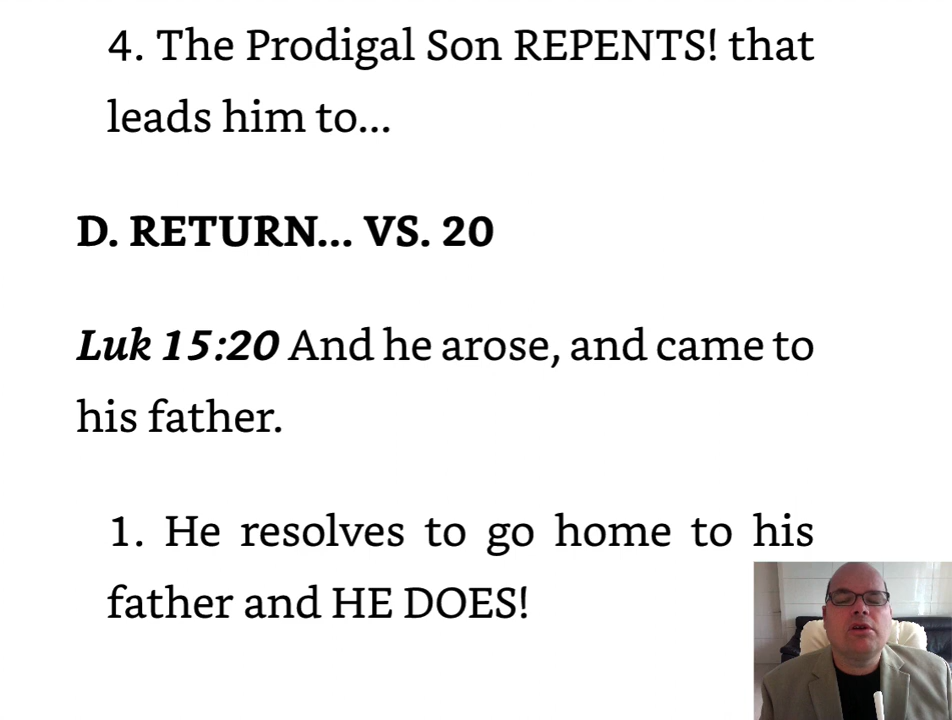 4. The Prodigal Son REPENTS! that
leads him to...
D. RETURN... VS. 20
Luk 15:20 And he arose, and came to
his father.
1. He resolves to go home to his
father and HE DOES!